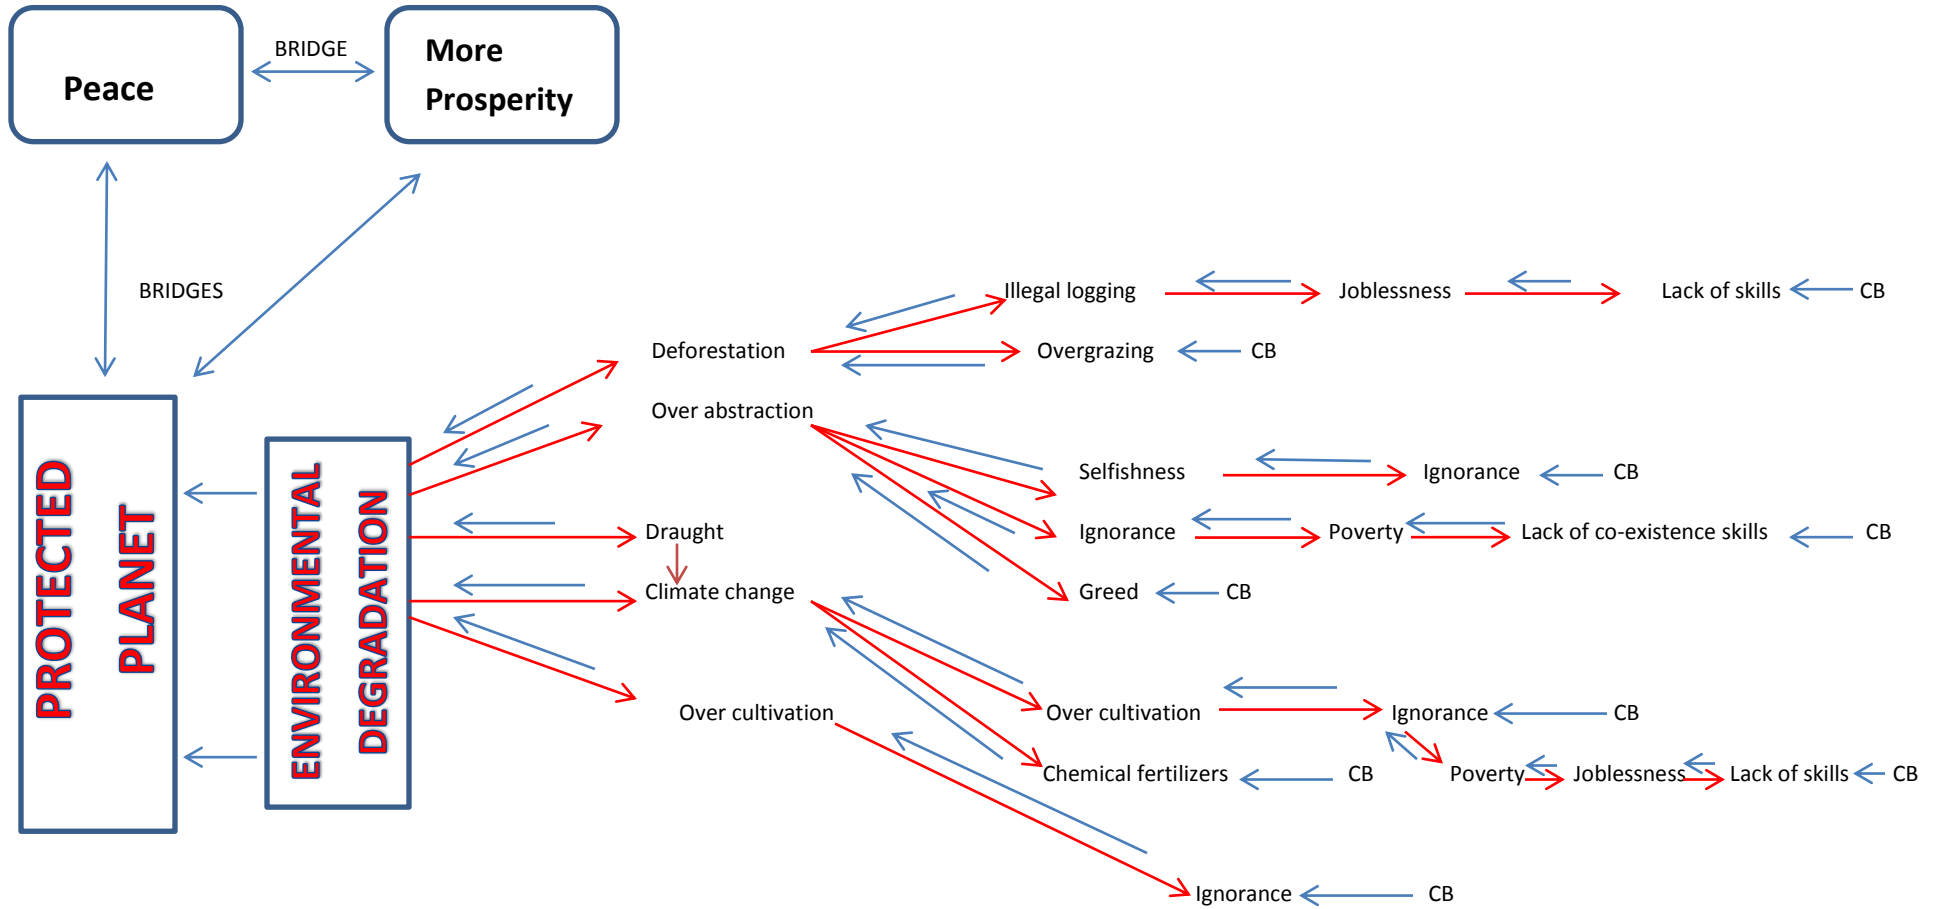 BRIDGE
Peace
More
Prosperity
BRIDGES
PROTECTED
PLANET
ENVIRONMENTAL
DEGRADATION
Illegal logging
Joblessness
Lack of skills
CB
Deforestation
Overgrazing
CB
Over abstraction
Selfishness
Ignorance
CB
Draught
Ignorance
Poverty
Lack of co-existence skills
CB
Climate change
Greed
CB
Over cultivation
Over cultivation
Ignorance
CB
Chemical fertilizers
CB
Poverty
Joblessness
Lack of skills
CB
Ignorance
CB